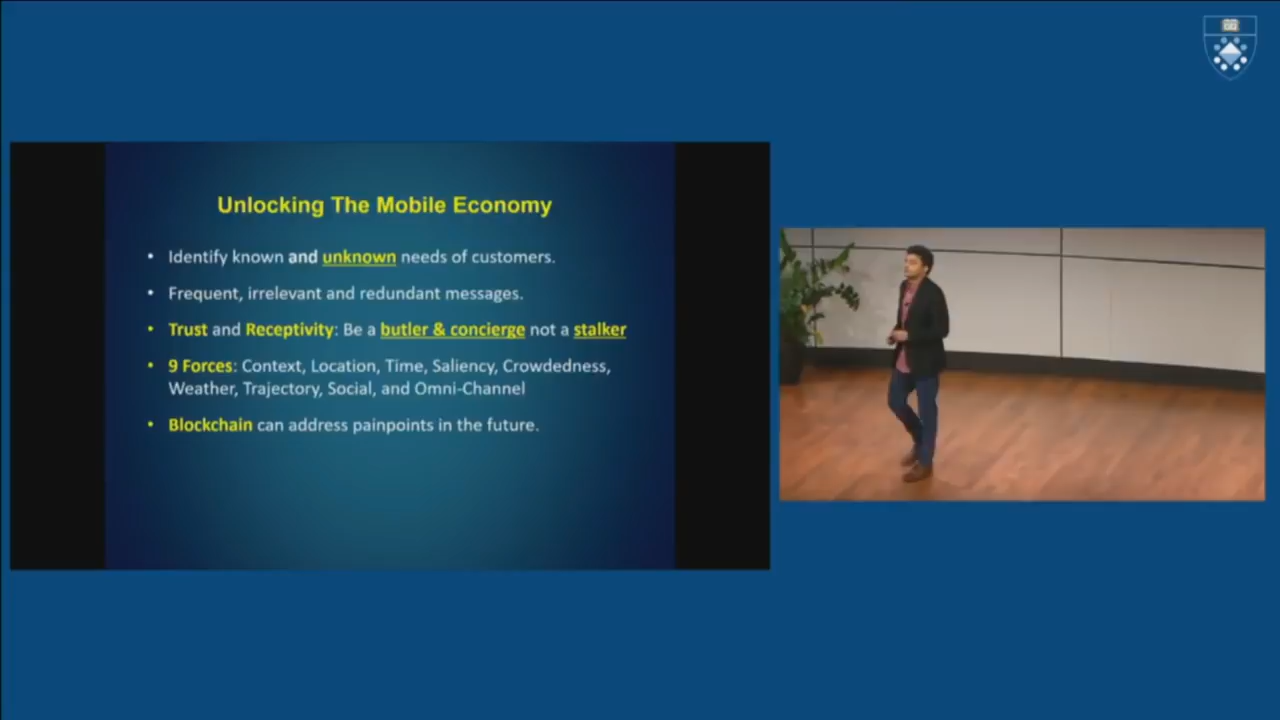 Unlocking The Mobile Economy
• Identify known and unknown needs of customers.
• Frequent, irrelevant and redundant messages.
• Trust and Receptivity: Be a butler & concierge not a stalker
• 9 Forces: Context, Location, Time, Saliency, Crowdedness,
Weather, Trajectory, Social, and Omni-Channel
• Blockchain can address painpoints in the future.